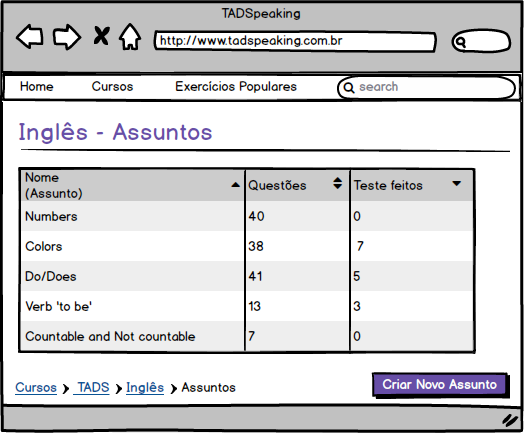 TADSpeaking
http://www.tadspeaking.com.br
Home Cursos Exercícios Populares search
Inglês - Assuntos
Nome (Assunto) Questões Teste feitos
Numbers 40 0
Colors 38 7
Do/Does 41 5
Verb 'to be' 13 3
Countable and Not countable 7 0
Cursos > TADS > Inglês > Assuntos Criar Novo Assunto